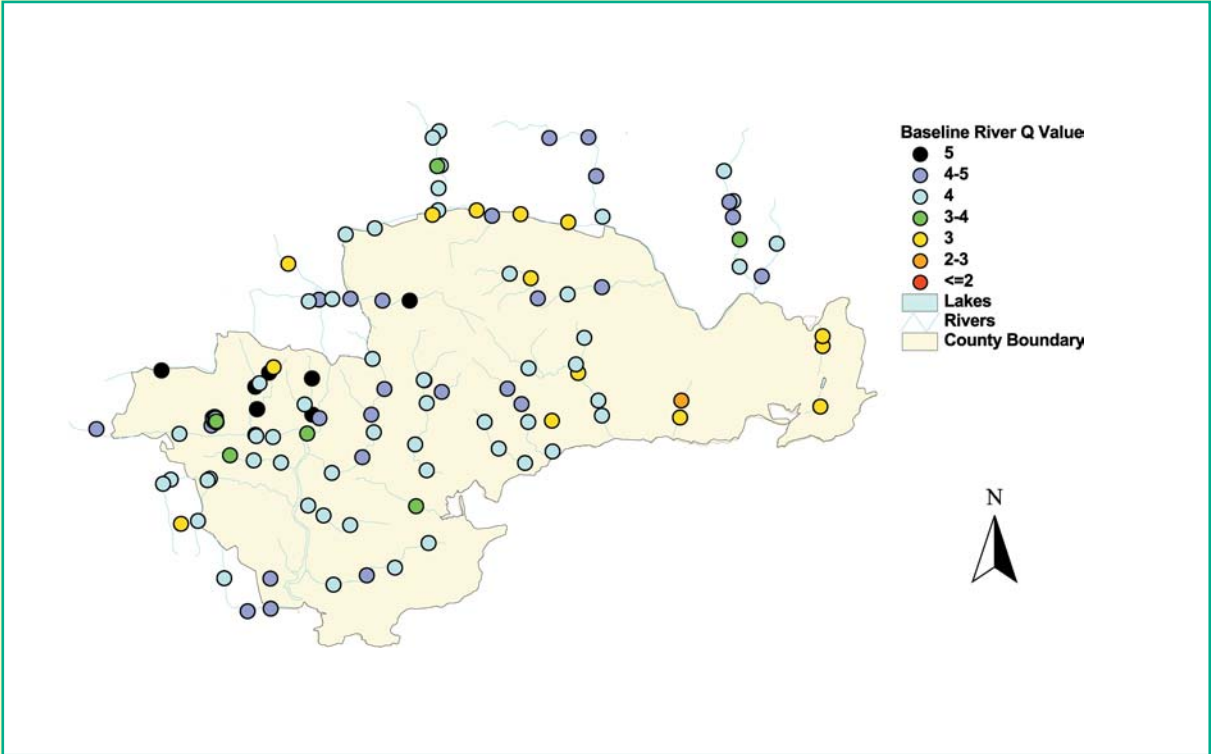 Baseline River Q Value
5
4-5
4
3-4
3
2-3
<=2
Lakes
Rivers
County Boundary
N